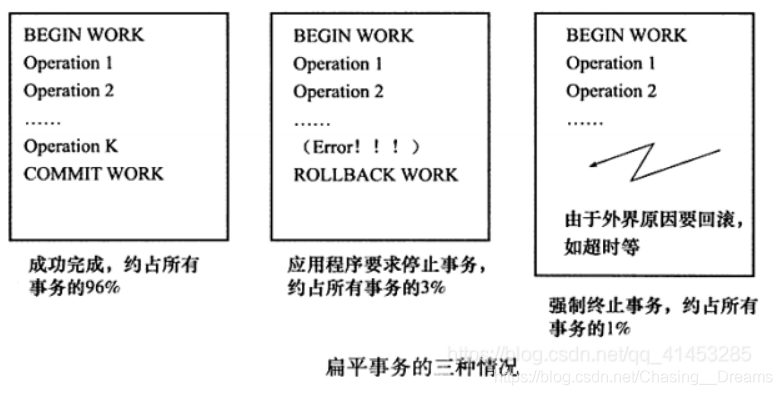 BEGIN WORK
Operation 1
Operation 2
……
Operation K
COMMIT WORK
成功完成，约占所有
事务的96%
BEGIN WORK
Operation 1
Operation 2
……
（Error！！！）
ROLLBACK WORK
应用程序要求停止事务，
约占所有事务的3%
BEGIN WORK
Operation 1
Operation 2
……
由于外界原因要回滚，
如超时等
强制终止事务，约占所有
事务的1%
扁平事务的三种情况
https://blog.csdn.net/qq_41453285
https://blog.csdn.net/Chasing__Dreams